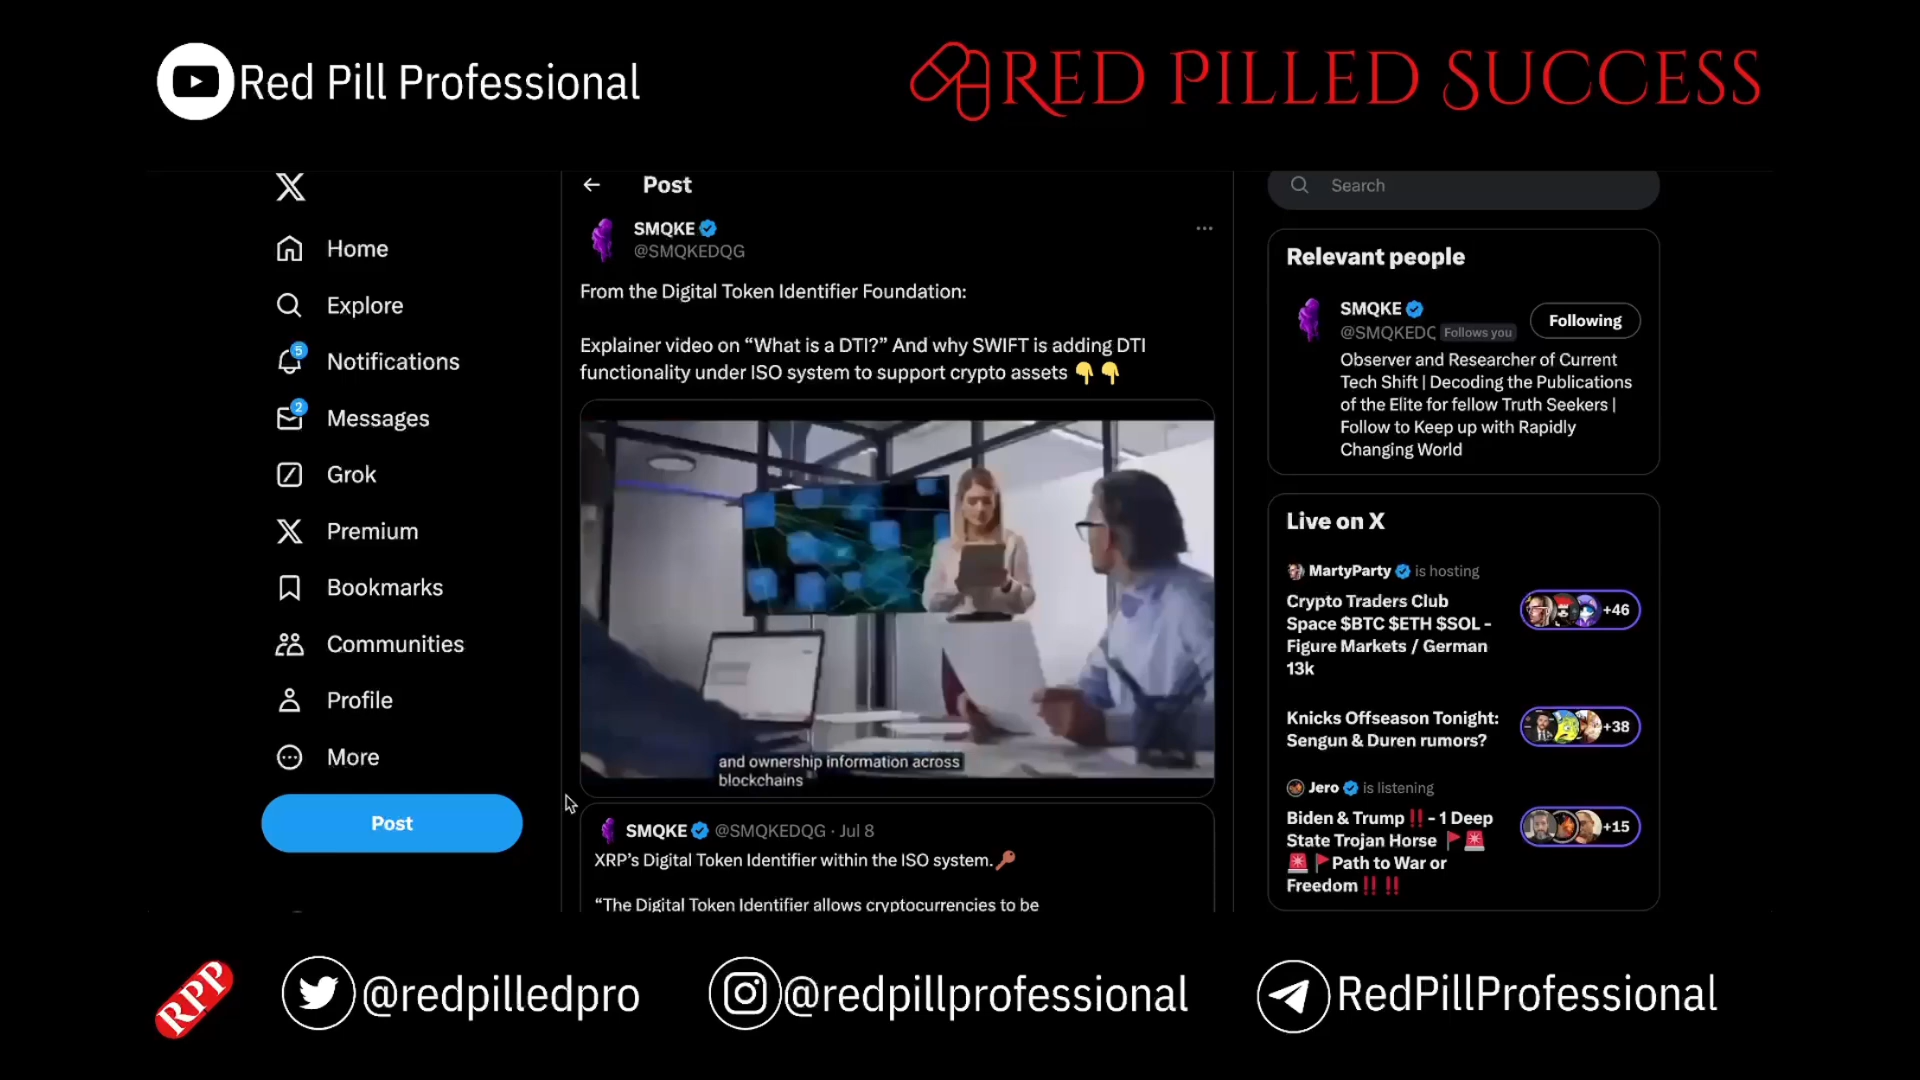 Red Pill Professional
RED PILLED SUCCESS
Home
Explore
5
Notifications
2
Messages
Grok
Premium
Bookmarks
Communities
Profile
More
Post
Post
SMQKE
@SMQKEDQG
From the Digital Token Identifier Foundation:
Explainer video on “What is a DTI?” And why SWIFT is adding DTI
functionality under ISO system to support crypto assets 👇👇
and ownership information across
blockchains
SMQKE @SMQKEDQG · Jul 8
XRP’s Digital Token Identifier within the ISO system.🔑
“The Digital Token Identifier allows cryptocurrencies to be
Search
Relevant people
SMQKE
@SMQKEDQ Follows you
Following
Observer and Researcher of Current
Tech Shift | Decoding the Publications
of the Elite for fellow Truth Seekers |
Follow to Keep up with Rapidly
Changing World
Live on X
MartyParty is hosting
Crypto Traders Club
Space $BTC $ETH $SOL -
Figure Markets / German
13k
+46
Knicks Offseason Tonight:
Sengun & Duren rumors?
+38
Jero is listening
Biden & Trump‼️- 1 Deep
State Trojan Horse 🚩🚨
🚨🚩Path to War or
Freedom‼️‼️
+15
RPP
@redpilledpro
@redpillprofessional
RedPillProfessional